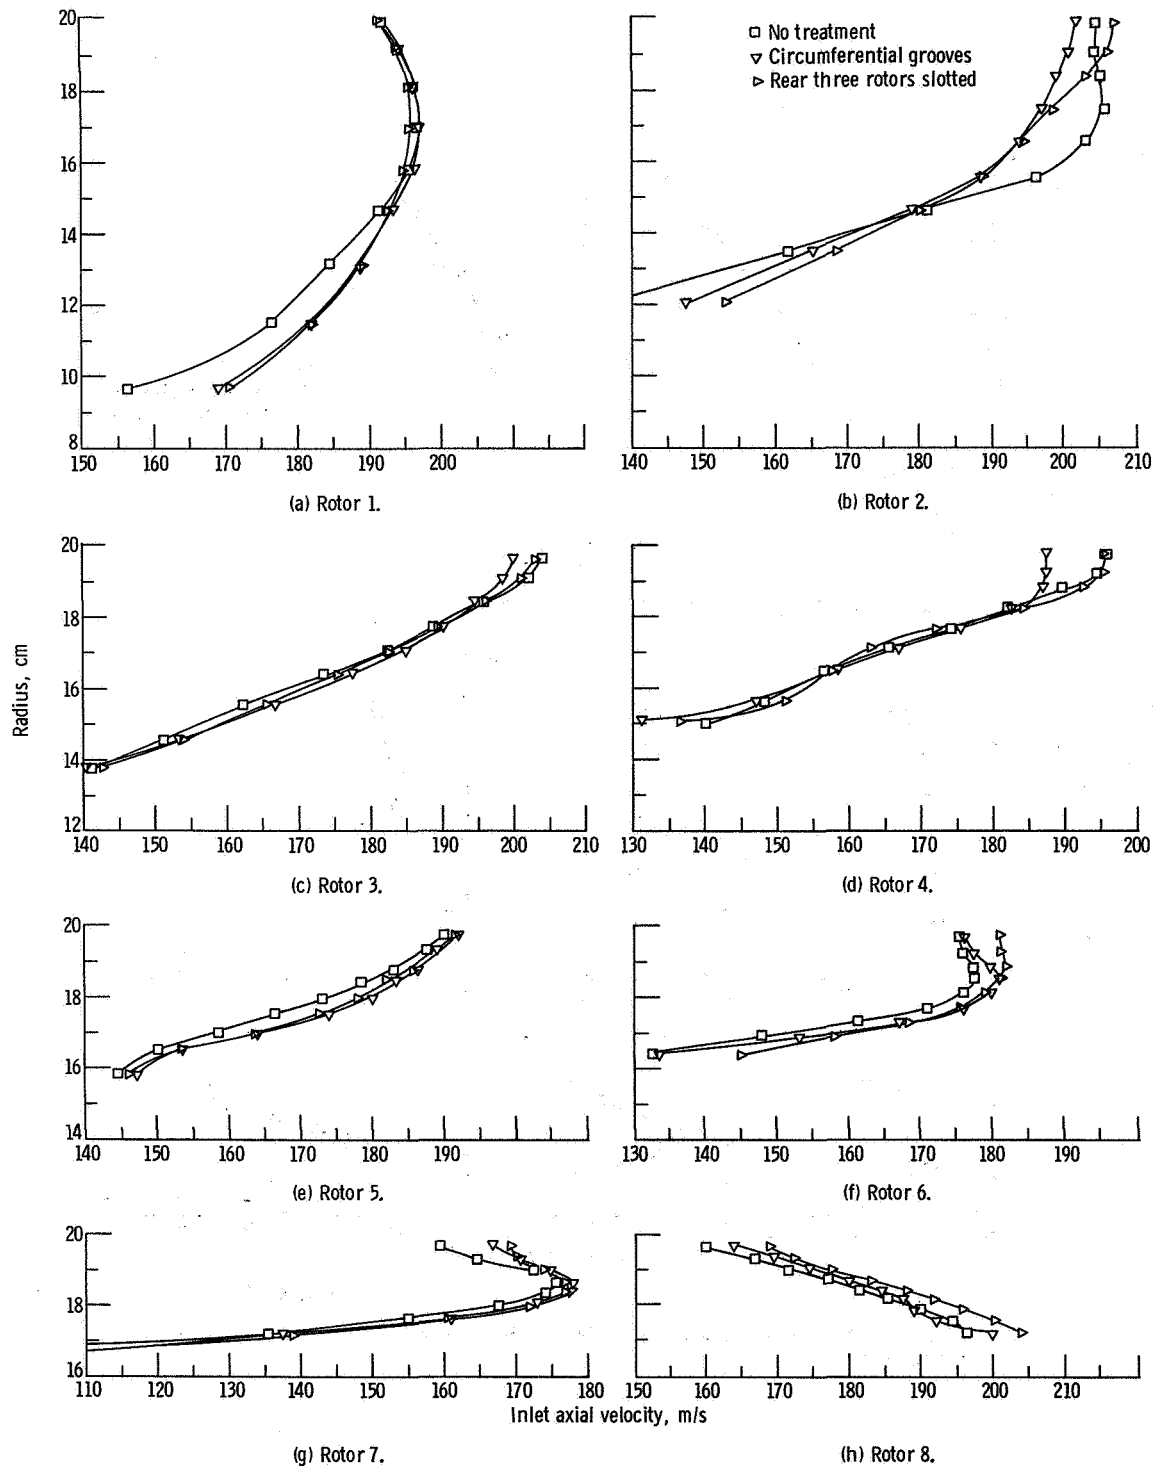 20
18
16
14
12
10
8
150 160 170 180 190 200
(a) Rotor 1.
□ No treatment
▽ Circumferential grooves
▷ Rear three rotors slotted
140 150 160 170 180 190 200 210
(b) Rotor 2.
Radius, cm
20
18
16
14
12
140 150 160 170 180 190 200 210
(c) Rotor 3.
130 140 150 160 170 180 190 200
(d) Rotor 4.
20
18
16
14
140 150 160 170 180 190
(e) Rotor 5.
130 140 150 160 170 180 190
(f) Rotor 6.
20
18
16
110 120 130 140 150 160 170 180
150 160 170 180 190 200 210
Inlet axial velocity, m/s
(g) Rotor 7.
(h) Rotor 8.